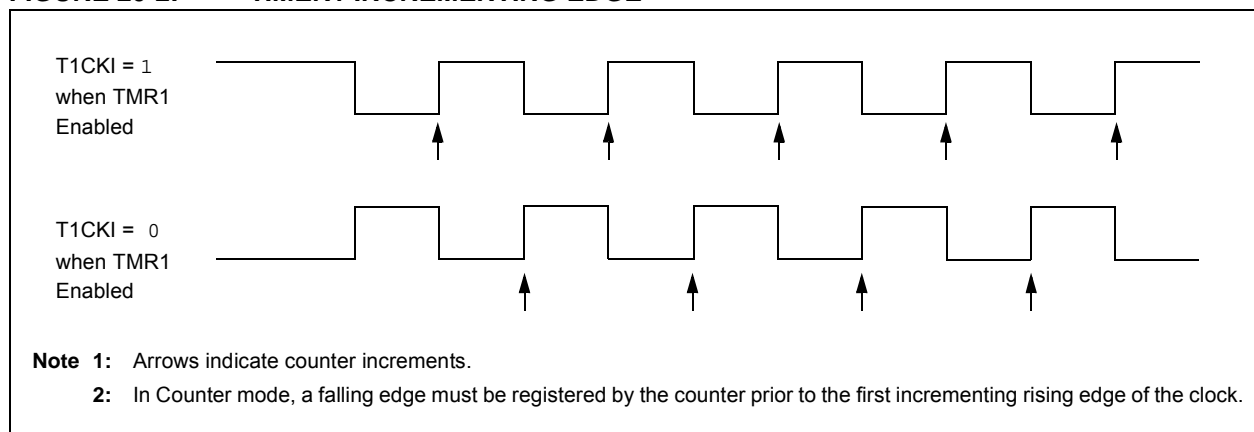 T1CKI = 1
when TMR1
Enabled
T1CKI = 0
when TMR1
Enabled
Note 1: Arrows indicate counter increments.
2: In Counter mode, a falling edge must be registered by the counter prior to the first incrementing rising edge of the clock.